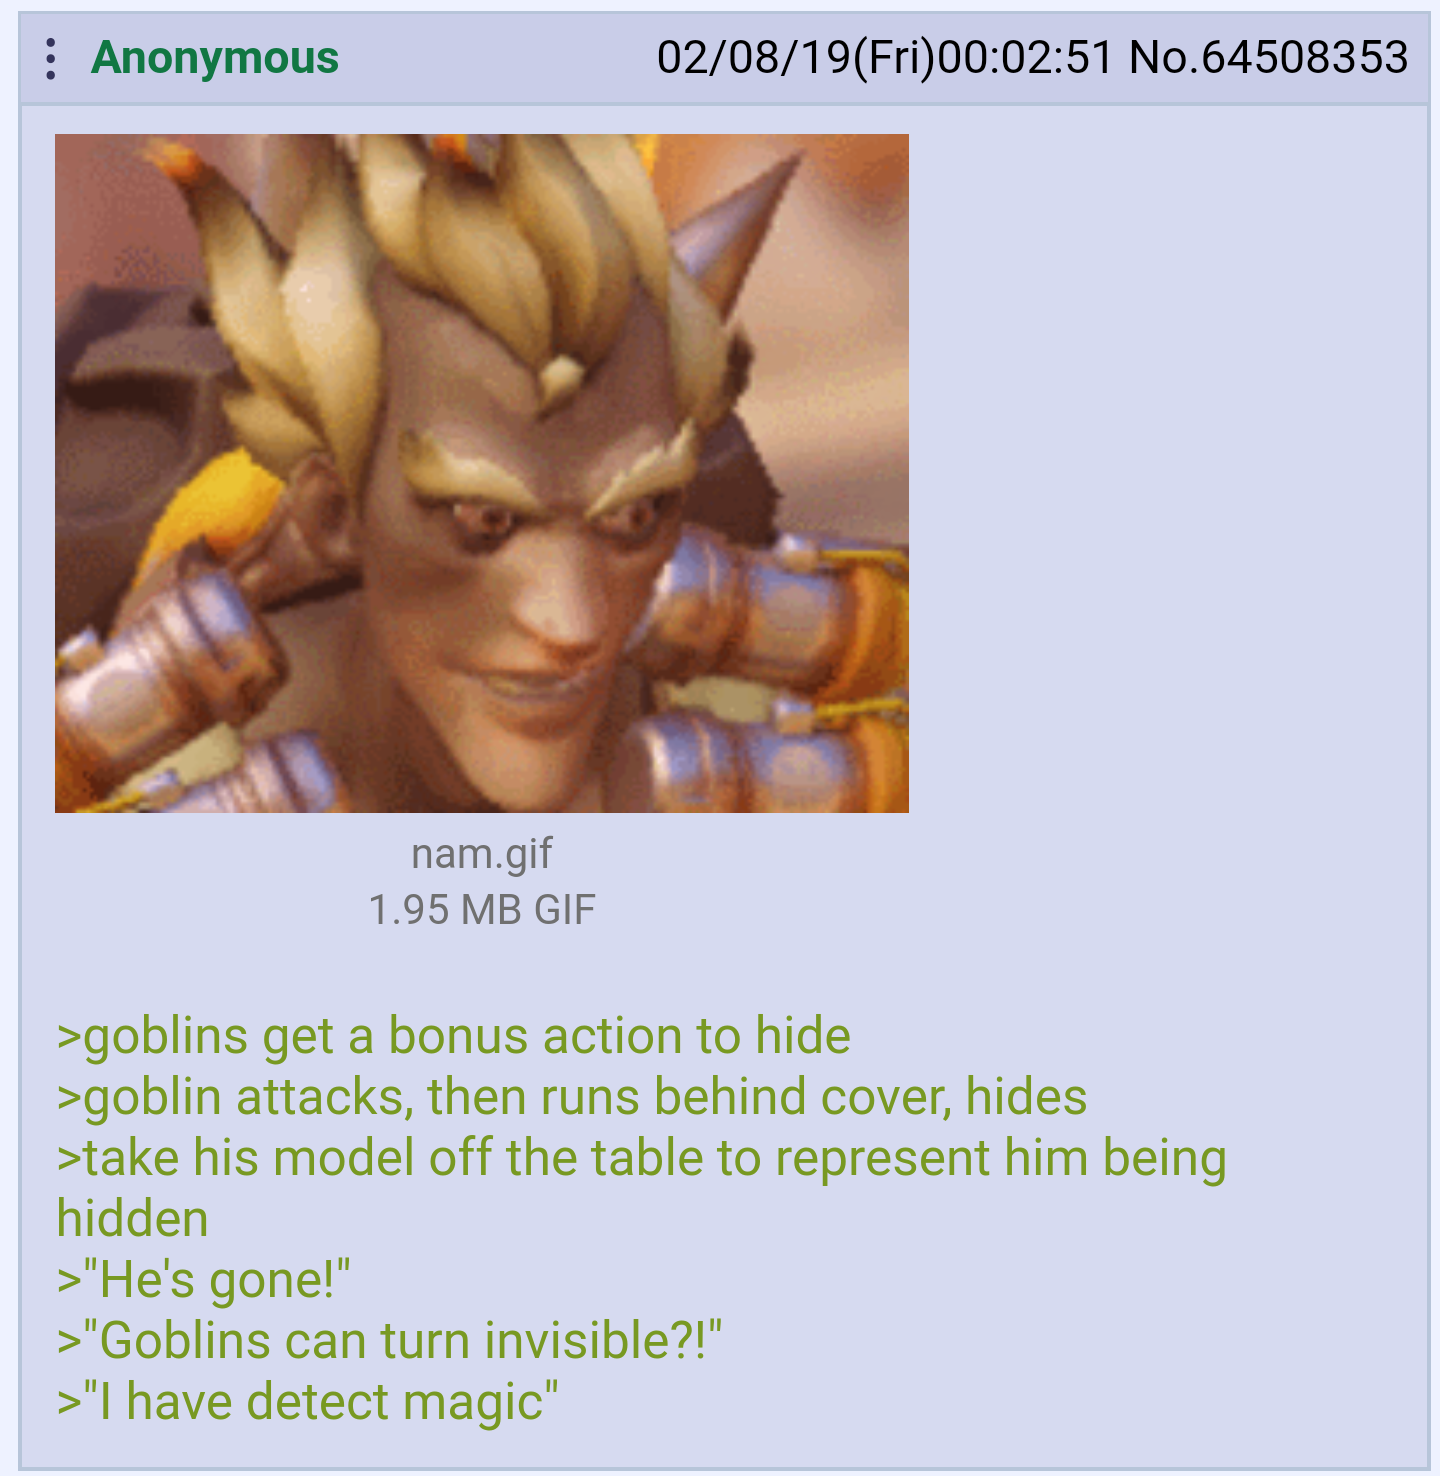 Anonymous 02/08/19(Fri)00:02:51 No.64508353
nam.gif
1.95 MB GIF
>goblins get a bonus action to hide
>goblin attacks, then runs behind cover, hides
>take his model off the table to represent him being
hidden
>"He's gone!"
>"Goblins can turn invisible?!"
>"I have detect magic"